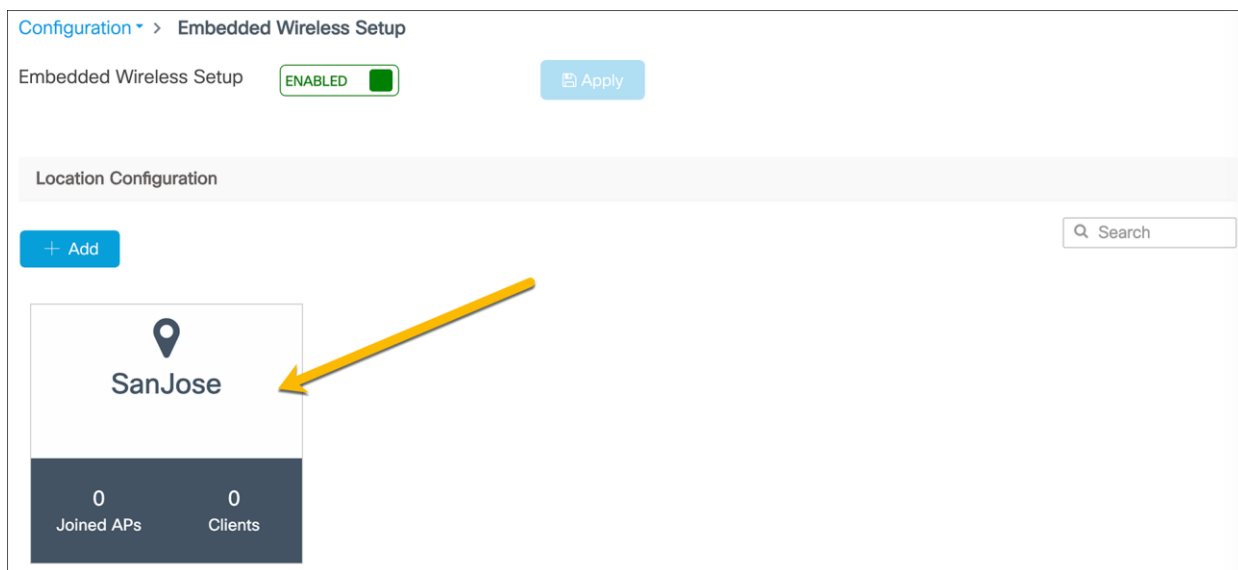 Configuration > Embedded Wireless Setup
Embedded Wireless Setup ENABLED Apply
Location Configuration
+ Add Search
SanJose
0 0
Joined APs Clients